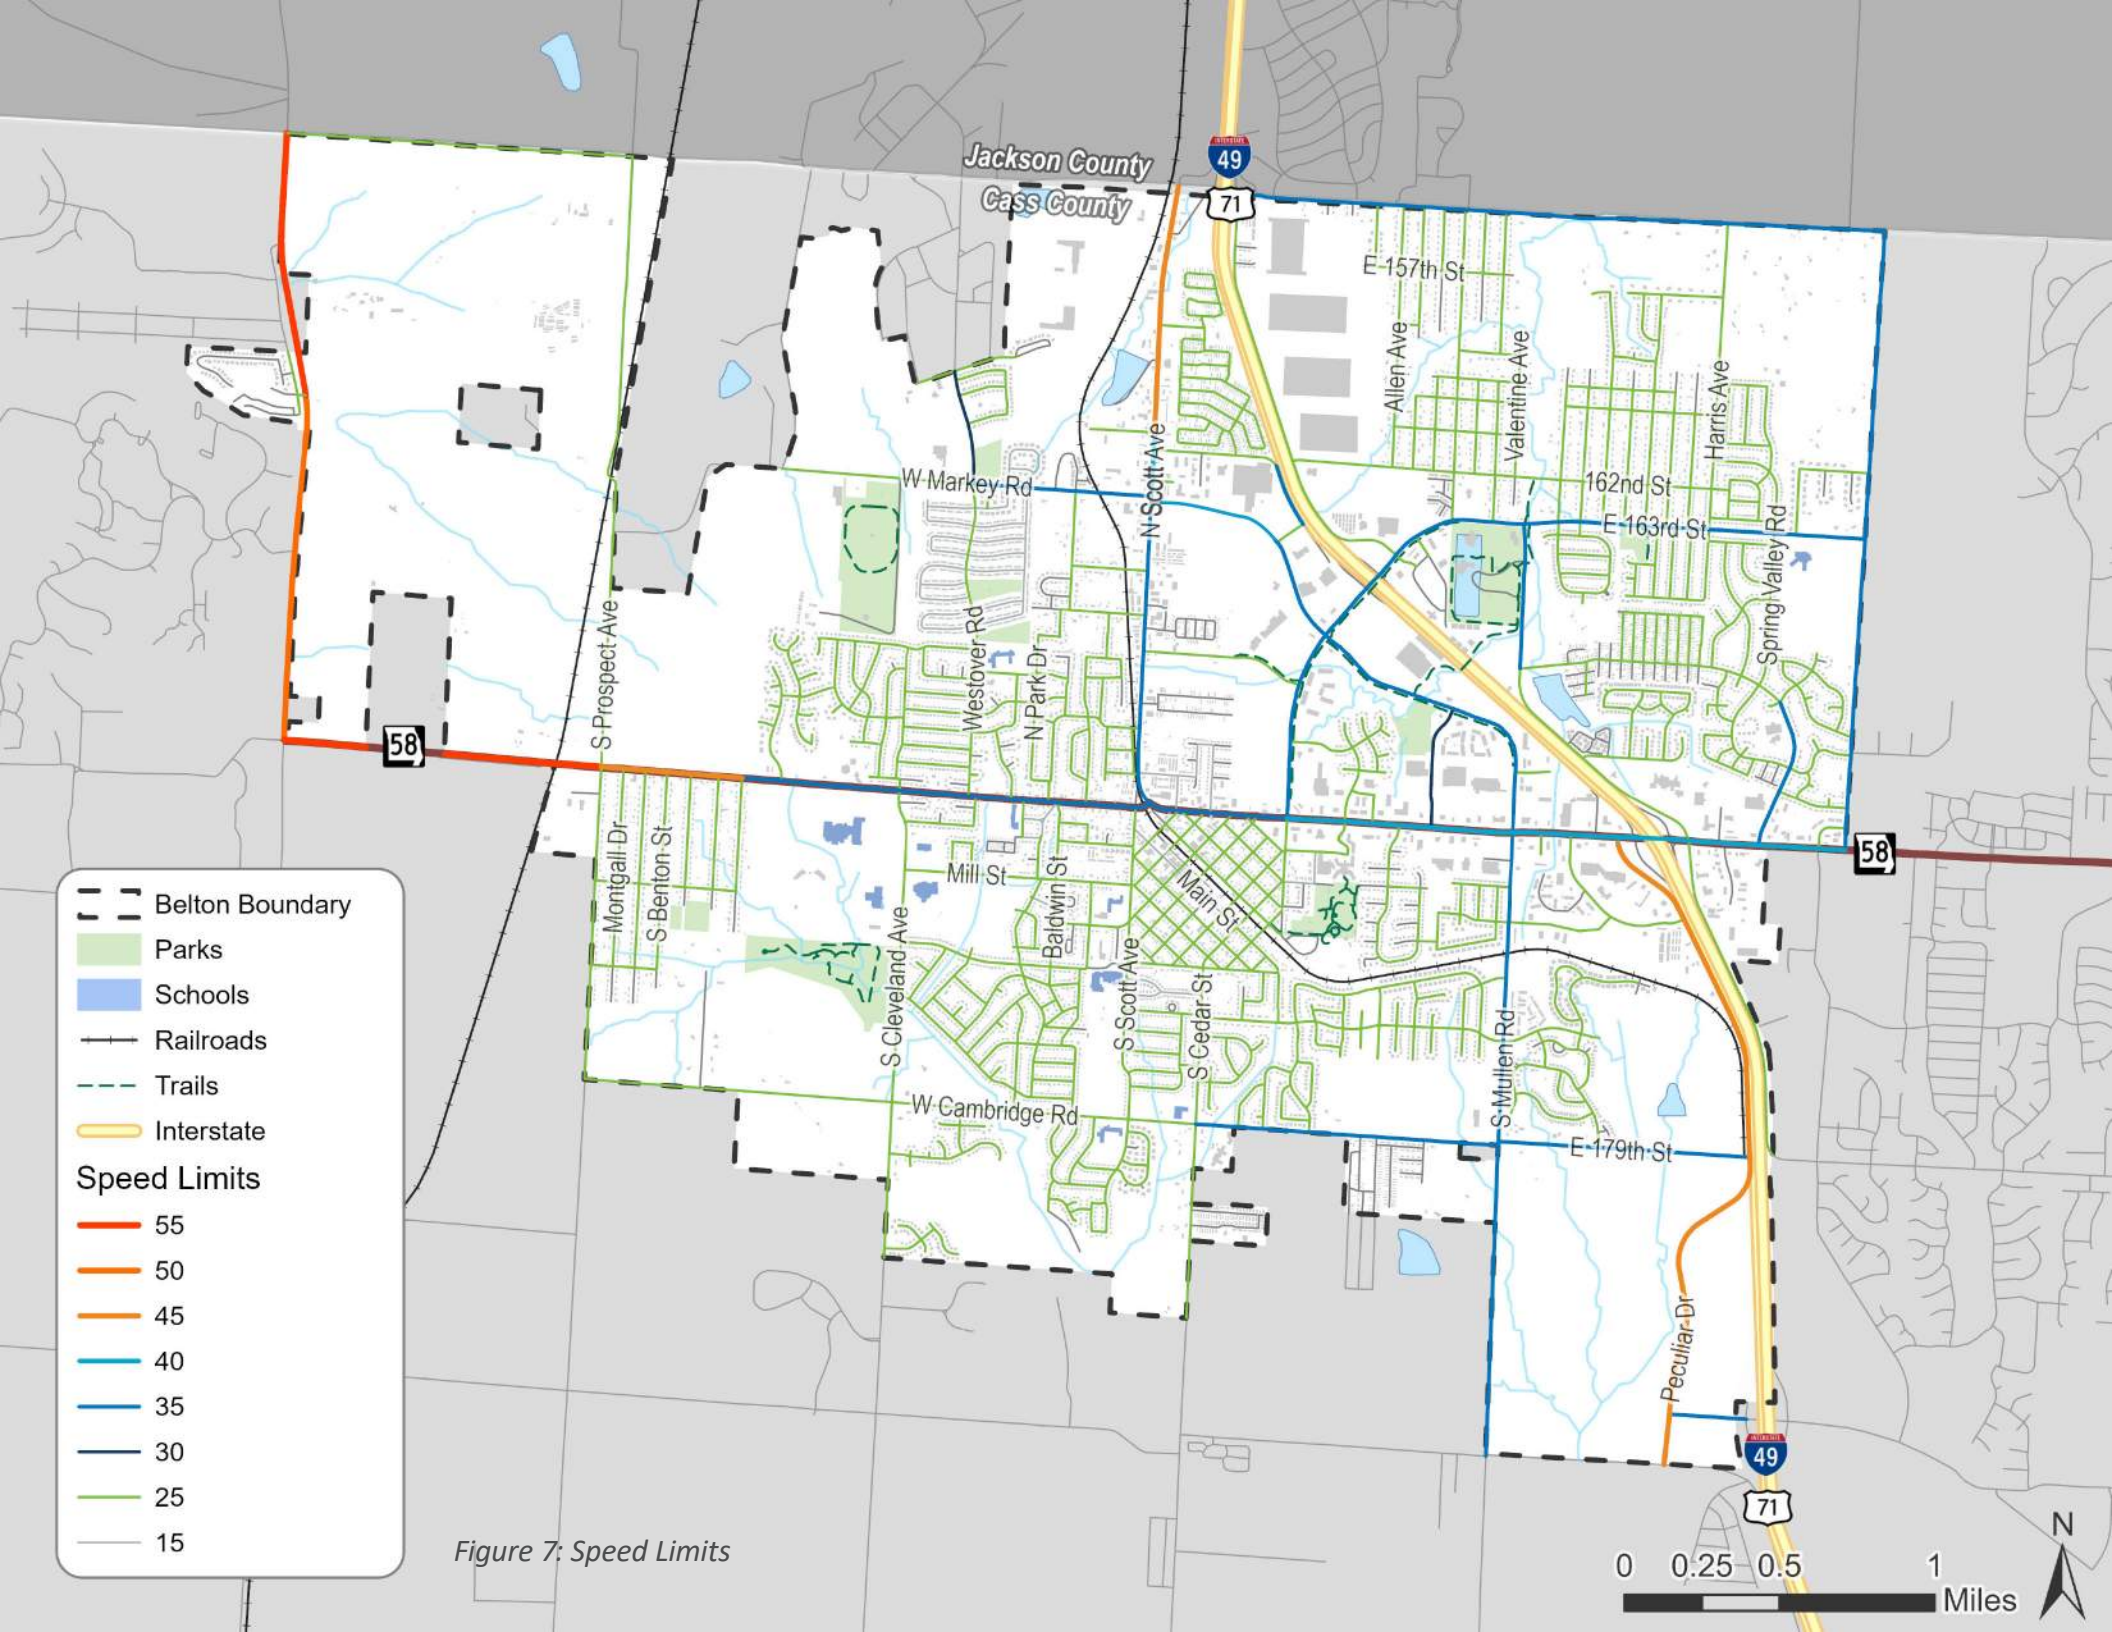 Jackson County
Cass County
INTERSTATE
49
71
E 157th St
Allen Ave
Valentine Ave
Harris Ave
W Markey Rd
N Scott Ave
162nd St
E 163rd St
Spring Valley Rd
S Prospect Ave
Westover Rd
N Park Dr
58
58
Montgall Dr
S Benton St
Mill St
Baldwin St
Main St
S Cleveland Ave
S Scott Ave
S Cedar St
S Mullen Rd
W Cambridge Rd
E 179th St
Peculiar Dr
INTERSTATE
49
71
Belton Boundary
Parks
Schools
Railroads
Trails
Interstate
Speed Limits
55
50
45
40
35
30
25
15
Figure 7: Speed Limits
N
0 0.25 0.5 1
Miles